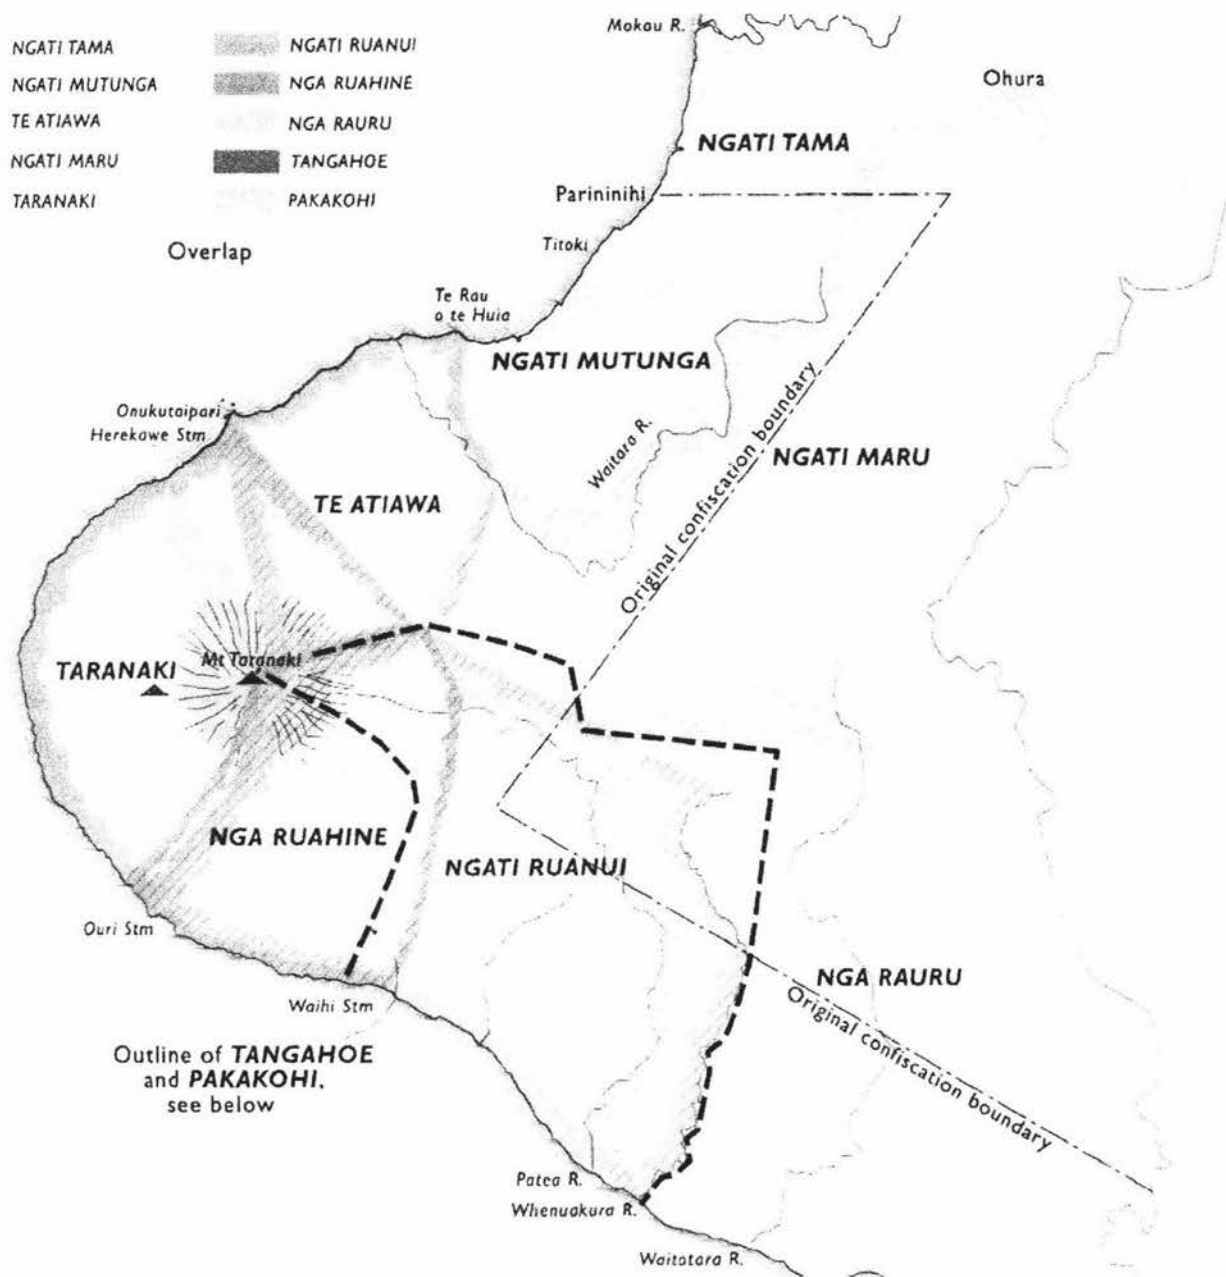 NGATI TAMA
NGATI MUTUNGA
TE ATIAWA
NGATI MARU
TARANAKI
NGATI RUANUI
NGA RUAHINE
NGA RAURU
TANGAHOE
PAKAKOHI
Overlap
Mokau R.
Ohura
NGATI TAMA
Parininihi
Titoki
Te Rau
o te Huia
NGATI MUTUNGA
Onukutaipari
Herekawe Stm
Waitara R.
Original confiscation boundary
NGATI MARU
TE ATIAWA
TARANAKI
Mt Taranaki
NGA RUAHINE
NGATI RUANUI
Ouri Stm
Waihi Stm
NGA RAURU
Original confiscation boundary
Outline of TANGAHOE
and PAKAKOHI,
see below
Patea R.
Whenuakura R.
Waitotara R.